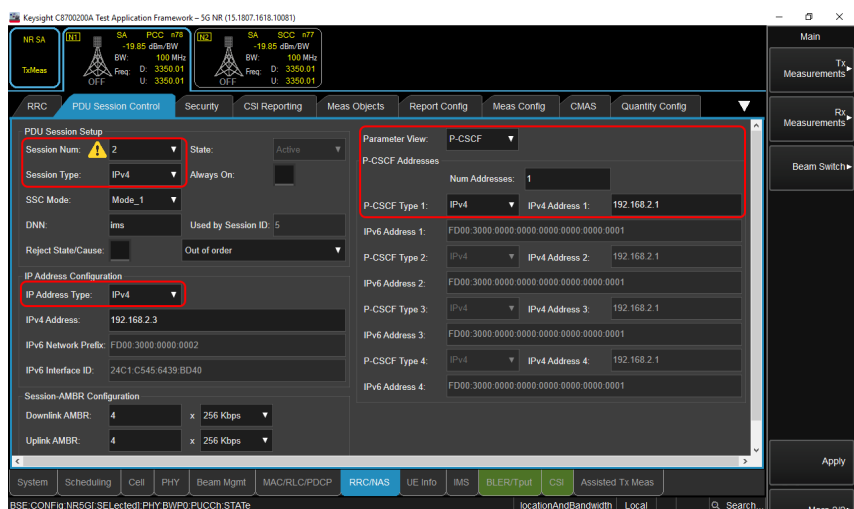 Keysight C8700200A Test Application Framework – 5G NR (15.1807.1618.10081)
NR SA
TxMeas
N1
SA PCC n78
-19.85 dBm/BW
BW: 100 MHz
Freq: D: 3350.01
U: 3350.01
OFF
N2
SA SCC n77
-19.85 dBm/BW
BW: 100 MHz
Freq: D: 3350.01
U: 3350.01
OFF
Main
Tx Measurements
Rx Measurements
Beam Switch
Apply
RRC PDU Session Control Security CSI Reporting Meas Objects Report Config Meas Config CMAS Quantity Config
PDU Session Setup
Session Num: 2 State: Active
Session Type: IPv4 Always On:
SSC Mode: Mode_1
DNN: ims Used by Session ID: 5
Reject State/Cause: Out of order
IP Address Configuration
IP Address Type: IPv4
IPv4 Address: 192.168.2.3
IPv6 Network Prefix: FD00:3000:0000:0002
IPv6 Interface ID: 24C1:C545:6439:BD40
Session-AMBR Configuration
Downlink AMBR: 4 x 256 Kbps
Uplink AMBR: 4 x 256 Kbps
Parameter View: P-CSCF
P-CSCF Addresses
Num Addresses: 1
P-CSCF Type 1: IPv4 IPv4 Address 1: 192.168.2.1
IPv6 Address 1: FD00:3000:0000:0000:0000:0000:0000:0001
P-CSCF Type 2: IPv4 IPv4 Address 2: 192.168.2.1
IPv6 Address 2: FD00:3000:0000:0000:0000:0000:0000:0001
P-CSCF Type 3: IPv4 IPv4 Address 3: 192.168.2.1
IPv6 Address 3: FD00:3000:0000:0000:0000:0000:0000:0001
P-CSCF Type 4: IPv4 IPv4 Address 4: 192.168.2.1
IPv6 Address 4: FD00:3000:0000:0000:0000:0000:0000:0001
System Scheduling Cell PHY Beam Mgmt MAC/RLC/PDCP RRC/NAS UE Info IMS BLER/Tput CSI Assisted Tx Meas
BSE:CONFig:NR5G[:SELected]:PHY:BWP0:PUCCh:STATe locationAndBandwidth Local Search...